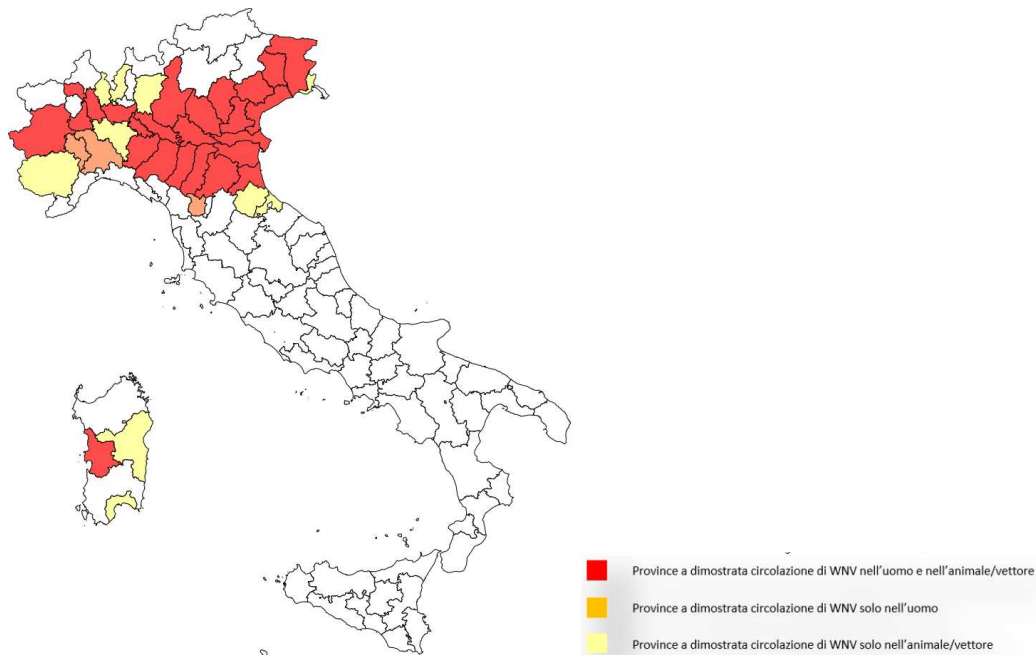 Province a dimostrata circolazione di WNV nell'uomo e nell'animale/vettore
Province a dimostrata circolazione di WNV solo nell'uomo
Province a dimostrata circolazione di WNV solo nell'animale/vettore